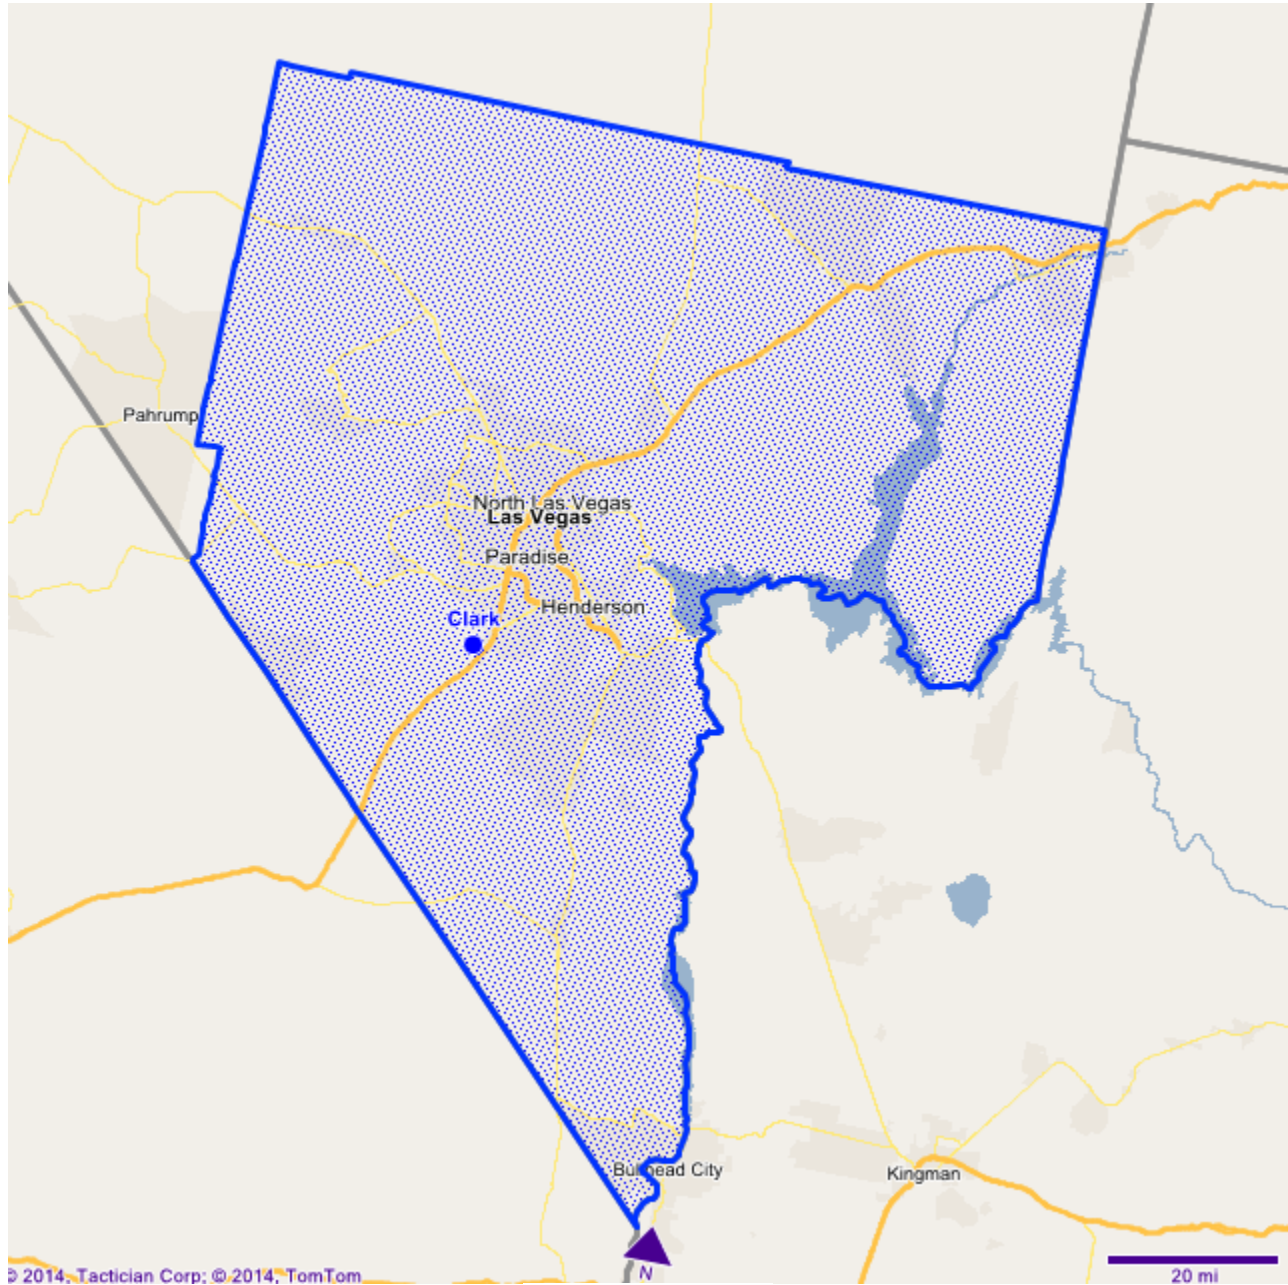 Pahrump
North Las Vegas
Las Vegas
Paradise
Henderson
Clark
Bullhead City
Kingman
N
© 2014, Tactician Corp; © 2014, TomTom
20 mi